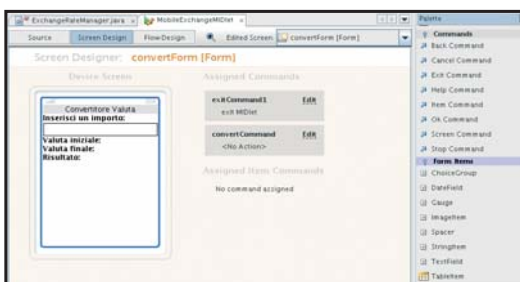 ExchangeRateManager.java
MobileExchangeMIDlet
Source
Screen Design
Flow Design
Edited Screen
convertForm [Form]
Screen Designer: convertForm [Form]
Device Screen
Convertitore Valuta
Inserisci un importo:
Valuta iniziale:
Valuta finale:
Risultato:
Assigned Commands
exitCommand1
Edit
exit MIDlet
convertCommand
Edit
<No Action>
Assigned Item Commands
No command assigned
Palette
Commands
Back Command
Cancel Command
Exit Command
Help Command
Item Command
Ok Command
Screen Command
Stop Command
Form Items
ChoiceGroup
DateField
Gauge
ImageItem
Spacer
StringItem
TextField
TableItem